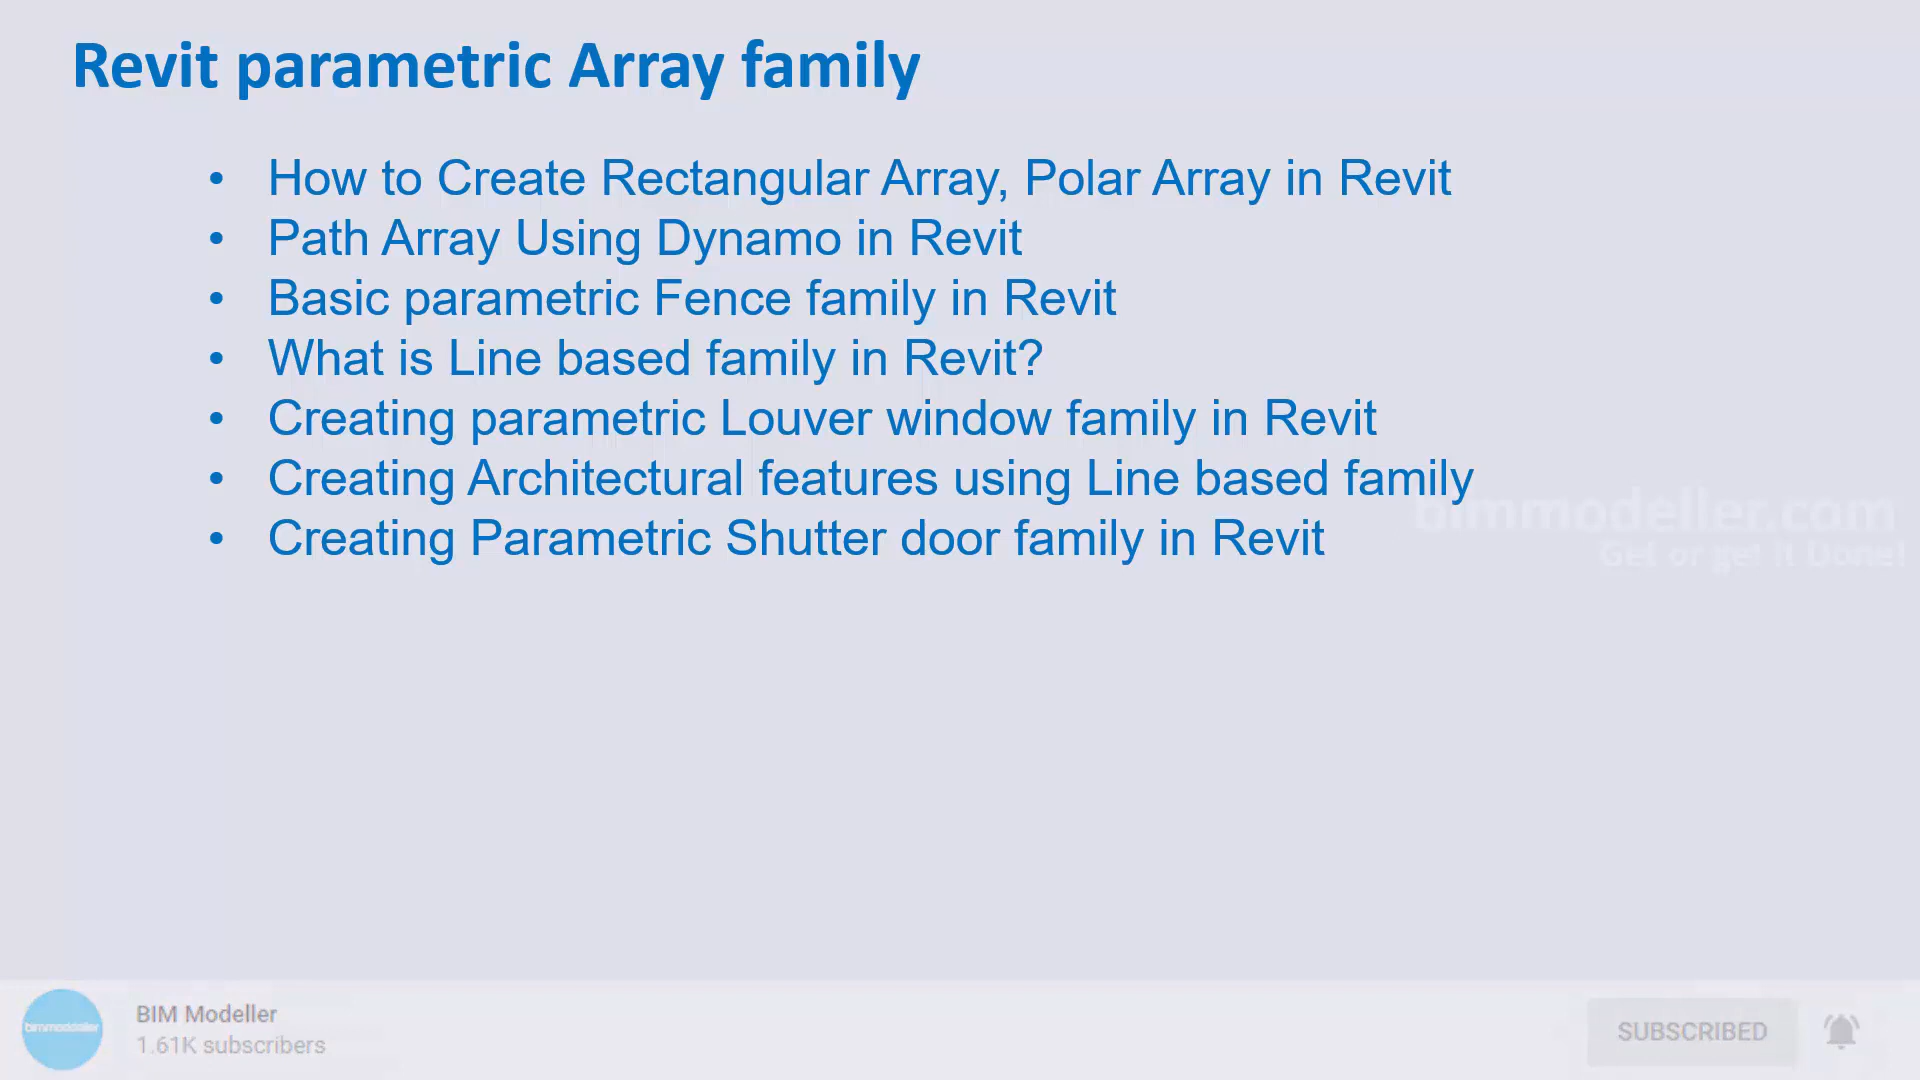 Revit parametric Array family
• How to Create Rectangular Array, Polar Array in Revit
• Path Array Using Dynamo in Revit
• Basic parametric Fence family in Revit
• What is Line based family in Revit?
• Creating parametric Louver window family in Revit
• Creating Architectural features using Line based family
• Creating Parametric Shutter door family in Revit
bimmodeller.com
Get or get it Done!
bimmodeller
BIM Modeller
1.61K subscribers
SUBSCRIBED